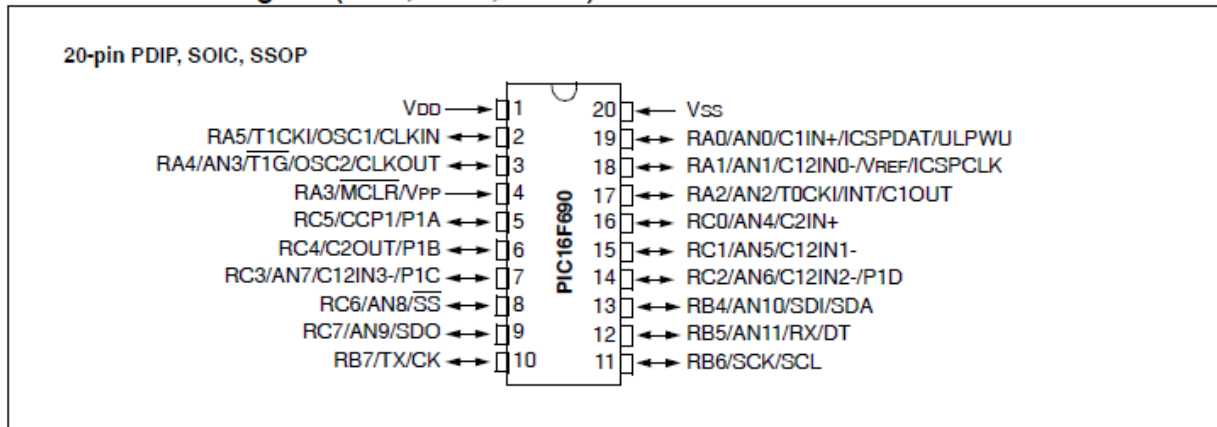 20-pin PDIP, SOIC, SSOP
VDD 1 20 VSS
RA5/T1CKI/OSC1/CLKIN 2 19 RA0/AN0/C1IN+/ICSPDAT/ULPWU
RA4/AN3/T1G/OSC2/CLKOUT 3 18 RA1/AN1/C12IN0-/VREF/ICSPCLK
RA3/MCLR/VPP 4 17 RA2/AN2/T0CKI/INT/C1OUT
RC5/CCP1/P1A 5 16 RC0/AN4/C2IN+
RC4/C2OUT/P1B 6 15 RC1/AN5/C12IN1-
RC3/AN7/C12IN3-/P1C 7 14 RC2/AN6/C12IN2-/P1D
RC6/AN8/SS 8 13 RB4/AN10/SDI/SDA
RC7/AN9/SDO 9 12 RB5/AN11/RX/DT
RB7/TX/CK 10 11 RB6/SCK/SCL
PIC16F690